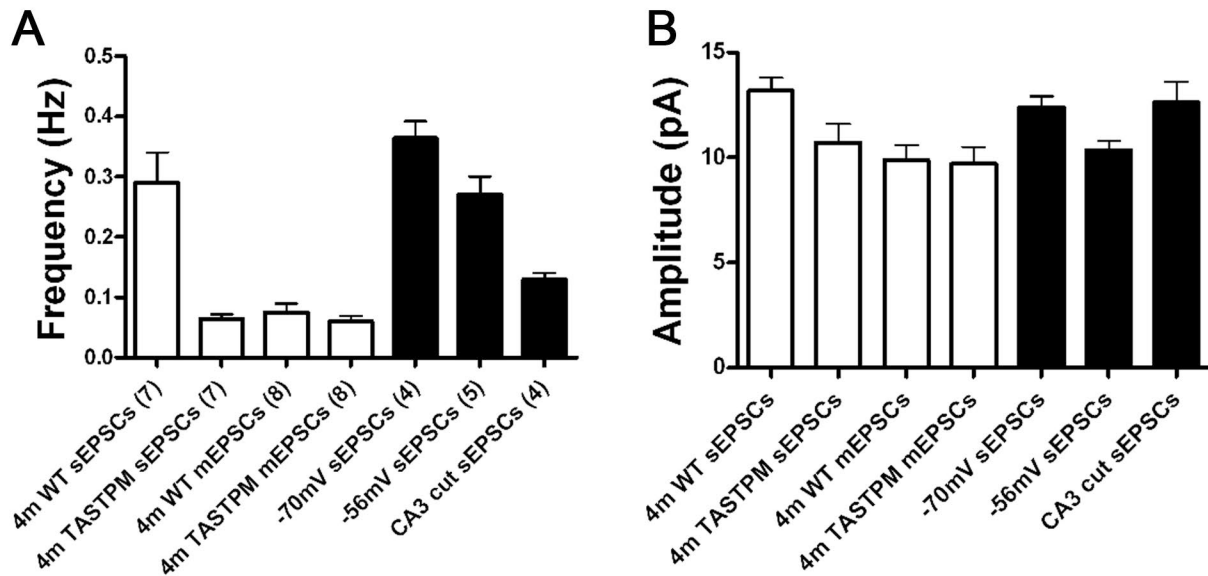 A
Frequency (Hz)
0.5
0.4
0.3
0.2
0.1
0.0
4m WT sEPSCs (7)
4m TASTPM sEPSCs (7)
4m WT mEPSCs (8)
4m TASTPM mEPSCs (8)
-70mV sEPSCs (4)
-56mV sEPSCs (5)
CA3 cut sEPSCs (4)
B
Amplitude (pA)
15
10
5
0
4m WT sEPSCs
4m TASTPM sEPSCs
4m WT mEPSCs
4m TASTPM mEPSCs
-70mV sEPSCs
-56mV sEPSCs
CA3 cut sEPSCs